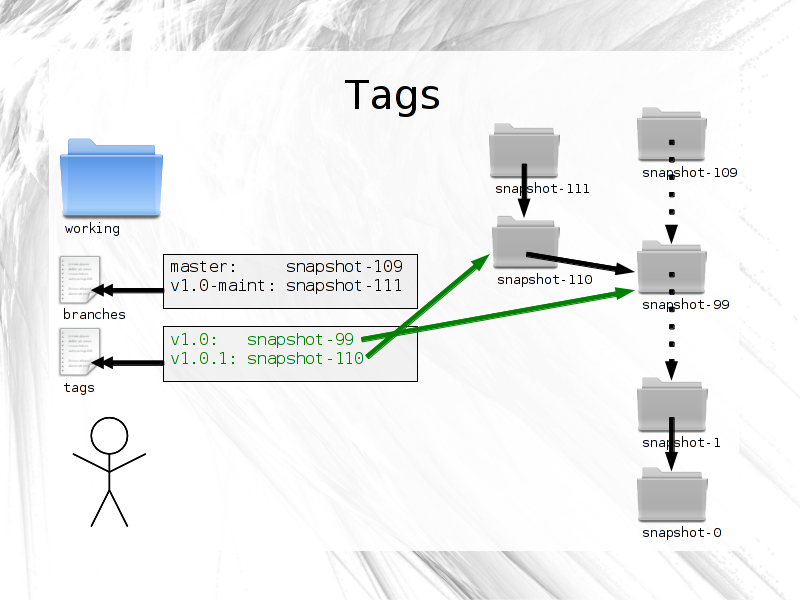 Tags
working
branches
tags
master:     snapshot-109
v1.0-maint: snapshot-111
v1.0:   snapshot-99
v1.0.1: snapshot-110
snapshot-111
snapshot-109
snapshot-110
snapshot-99
snapshot-1
snapshot-0